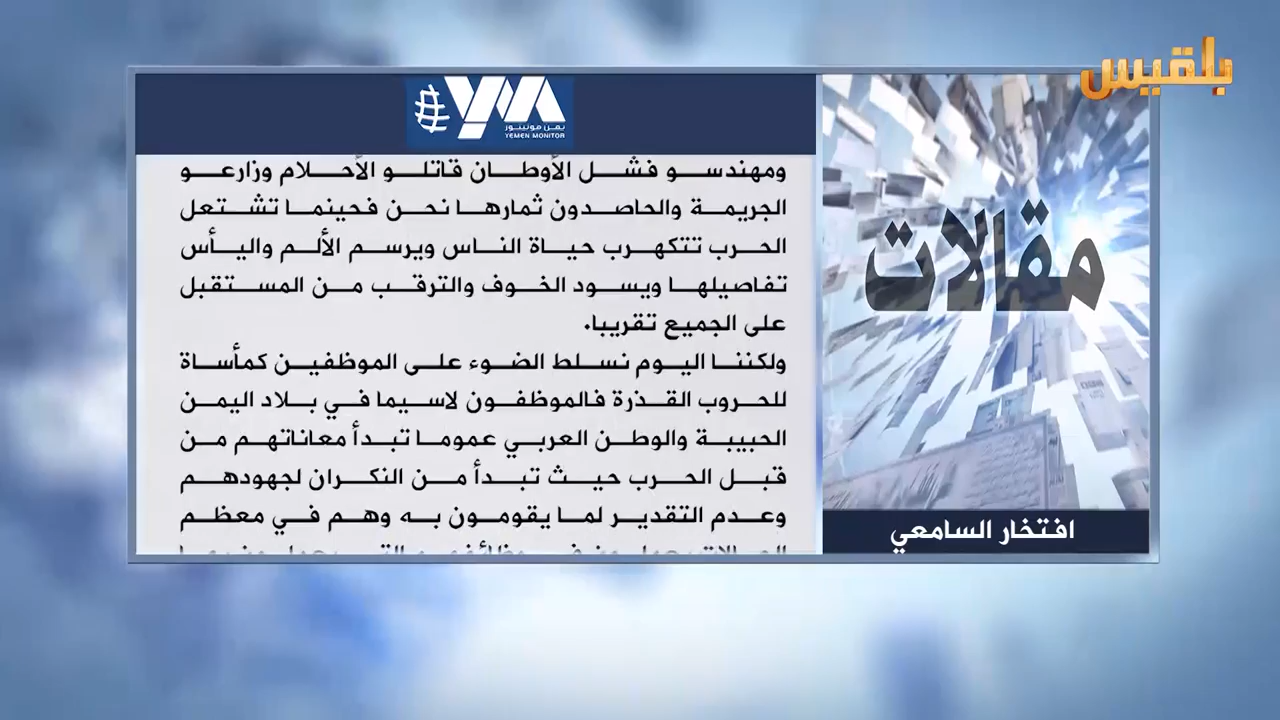 بلقيس
يمن مونيتور
YEMEN MONITOR
ومهندسو فشل الأوطان قاتلو الأحلام وزارعو
الجريمة والحاصدون ثمارها نحن فحينما تشتعل
الحرب تتكهرب حياة الناس ويرسم الألم واليأس
تفاصيلها ويسود الخوف والترقب من المستقبل
على الجميع تقريبا.
ولكننا اليوم نسلط الضوء على الموظفين كمأساة
للحروب القذرة فالموظفون لاسيما في بلاد اليمن
الحبيبة والوطن العربي عموما تبدأ معاناتهم من
قبل الحرب حيث تبدأ من النكران لجهودهم
وعدم التقدير لما يقومون به وهم في معظم
مقالات
افتخار السامعي